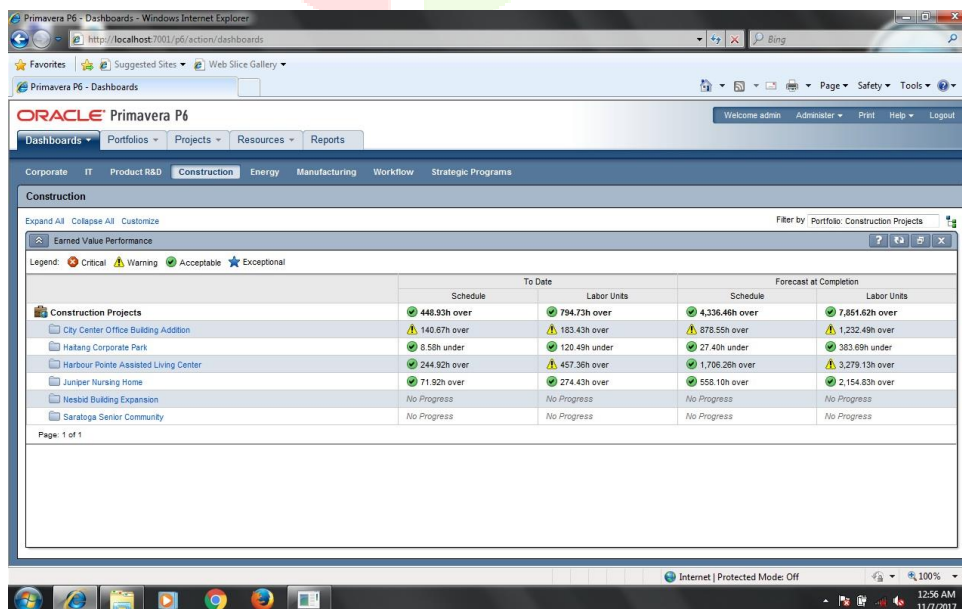 Primavera P6 - Dashboards - Windows Internet Explorer
http://localhost:7001/p6/action/dashboards
Bing
Favorites Suggested Sites Web Slice Gallery
Primavera P6 - Dashboards
Page Safety Tools
ORACLE Primavera P6
Welcome admin Administer Print Help Logout
Dashboards Portfolios Projects Resources Reports
Corporate IT Product R&D Construction Energy Manufacturing Workflow Strategic Programs
Construction
Expand All Collapse All Customize Filter by Portfolio: Construction Projects
Earned Value Performance
Legend: Critical Warning Acceptable Exceptional
To Date Forecast at Completion
Schedule Labor Units Schedule Labor Units
Construction Projects 448.93h over 794.73h over 4,336.46h over 7,851.62h over
City Center Office Building Addition 140.67h over 183.43h over 878.55h over 1,232.49h over
Haitang Corporate Park 8.58h under 120.49h under 27.40h under 383.69h under
Harbour Pointe Assisted Living Center 244.92h over 457.36h over 1,706.26h over 3,279.13h over
Juniper Nursing Home 71.92h over 274.43h over 558.10h over 2,154.83h over
Nesbid Building Expansion No Progress No Progress No Progress No Progress
Saratoga Senior Community No Progress No Progress No Progress No Progress
Page: 1 of 1
Internet | Protected Mode: Off 100%
12:56 AM
11/7/2017